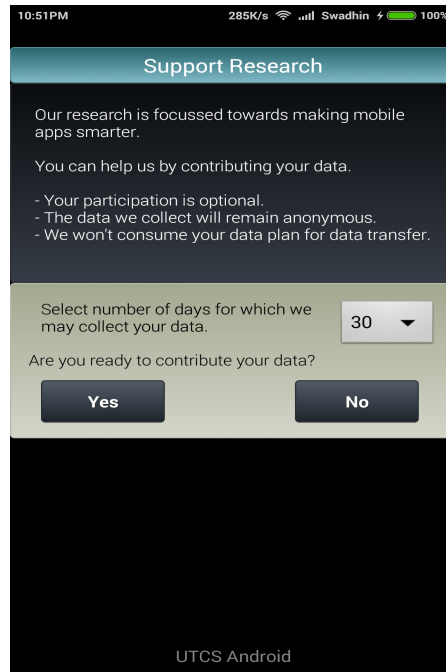 10:51PM 285K/s Swadhin 100%
Support Research
Our research is focussed towards making mobile
apps smarter.
You can help us by contributing your data.
- Your participation is optional.
- The data we collect will remain anonymous.
- We won't consume your data plan for data transfer.
Select number of days for which we
may collect your data.
30
Are you ready to contribute your data?
Yes No
UTCS Android